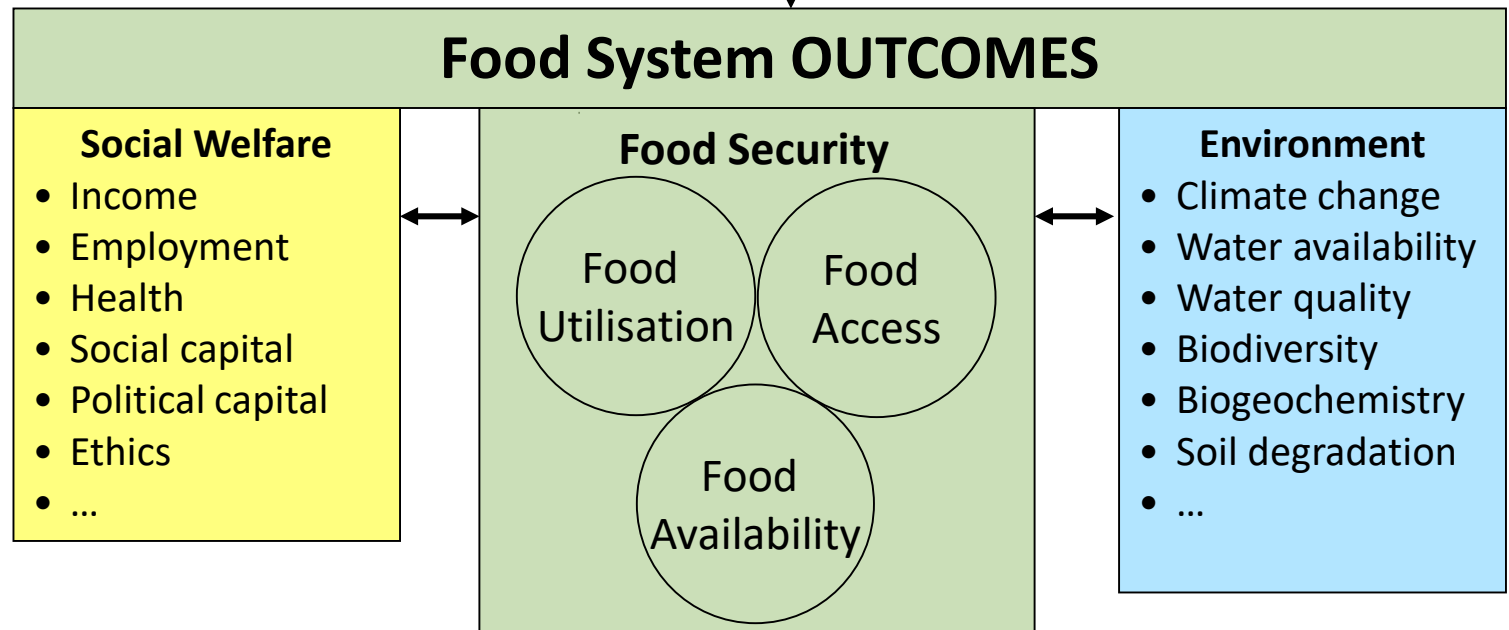 Food System OUTCOMES
Social Welfare
• Income
• Employment
• Health
• Social capital
• Political capital
• Ethics
• ...
Food Security
Food
Utilisation
Food
Access
Food
Availability
Environment
• Climate change
• Water availability
• Water quality
• Biodiversity
• Biogeochemistry
• Soil degradation
• ...